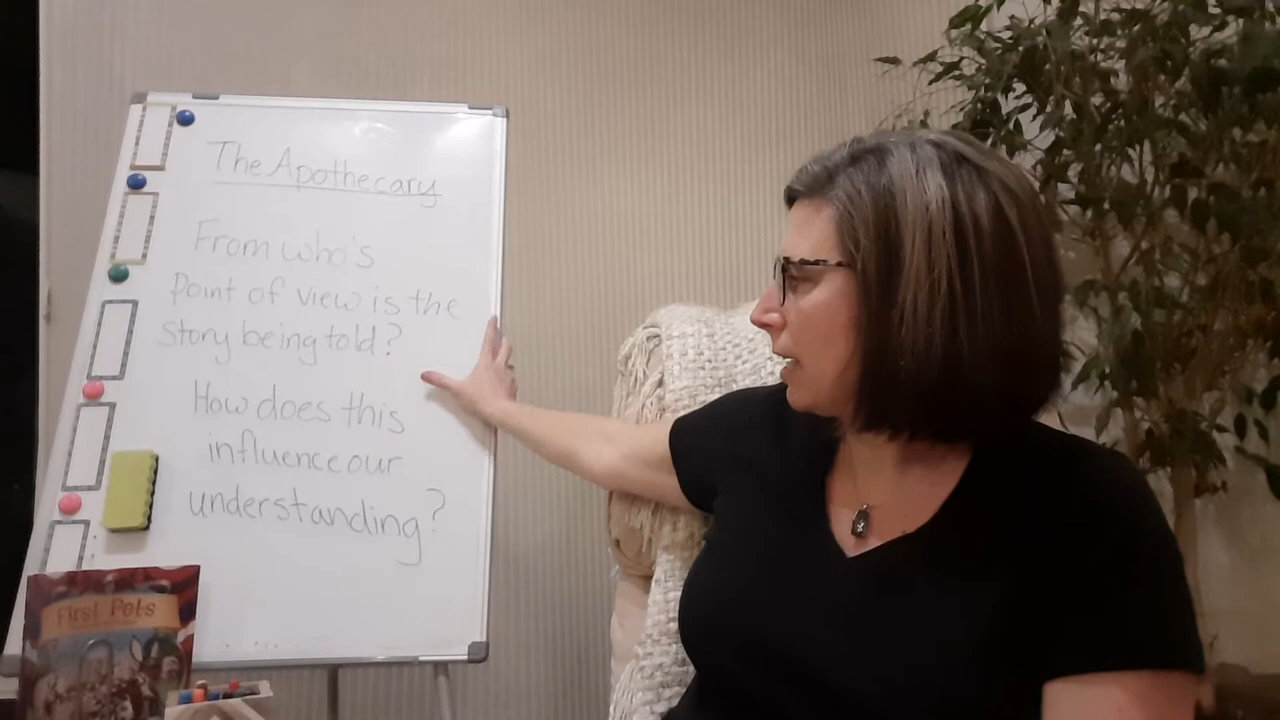 The Apothecary
From who's
Point of view is the
story being told?
How does this
influence our
understanding?
First Pets